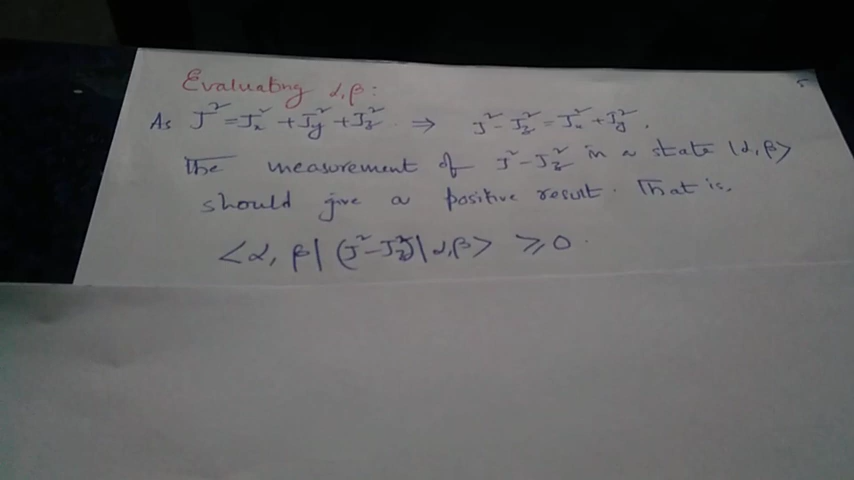 5
Evaluating α,β:
As J² = Jx² + Jy² + Jz² ⇒ J² - Jz² = Jx² + Jy².
The measurement of J² - Jz² in a state |α,β>
should give a positive result. That is,
<α, β| (J² - Jz²) |α,β> ≥ 0.